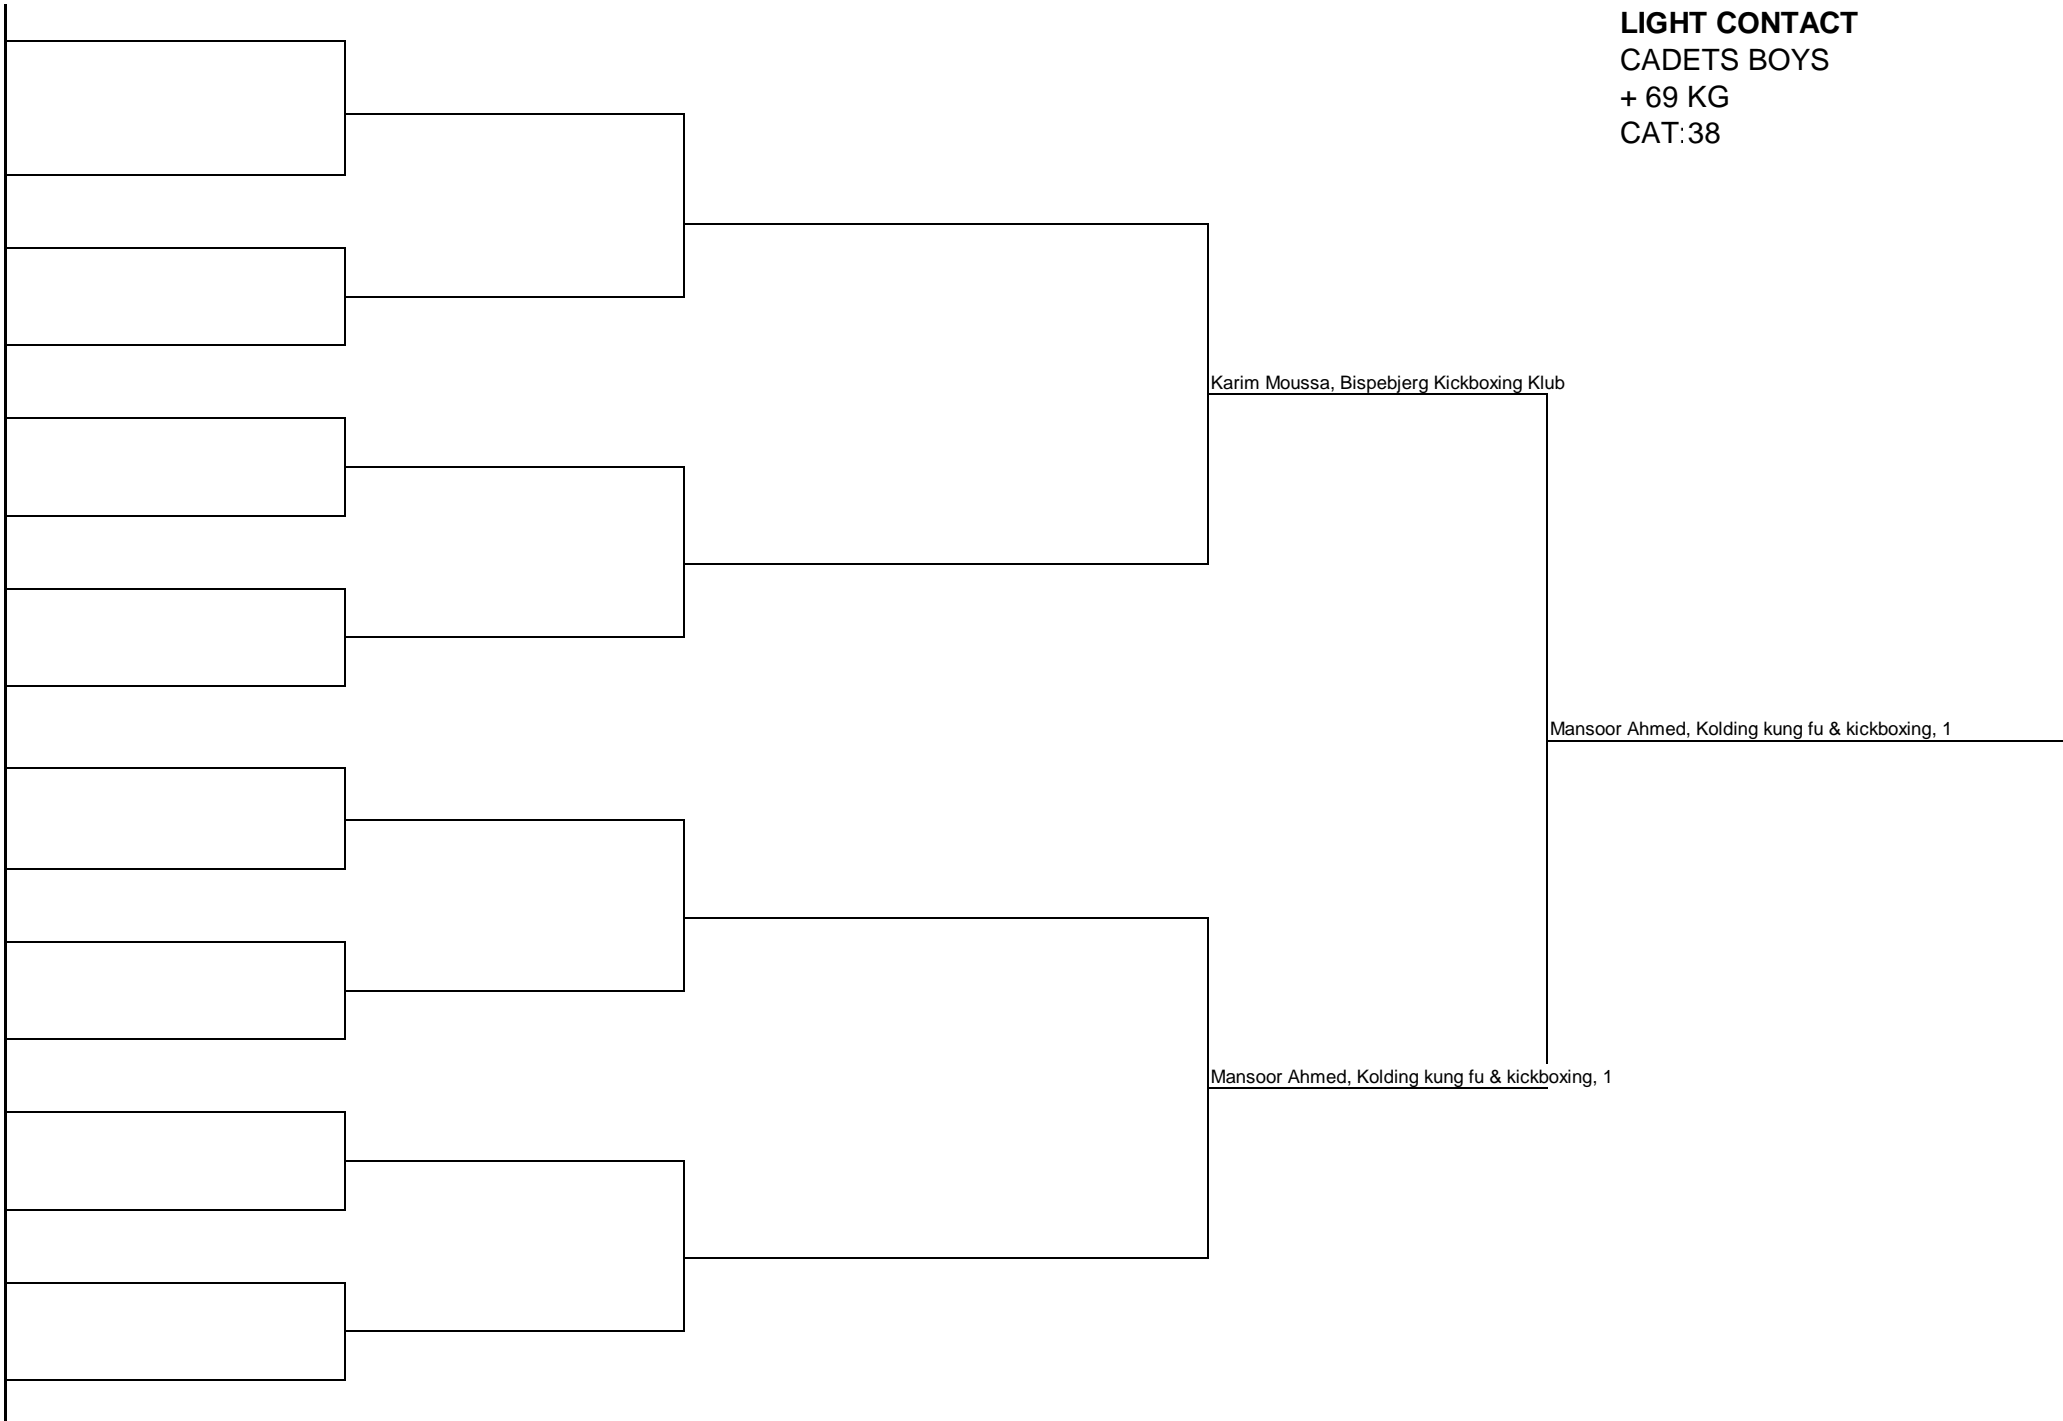 LIGHT CONTACT
CADETS BOYS
+ 69 KG
CAT:38
Karim Moussa, Bispebjerg Kickboxing Klub
Mansoor Ahmed, Kolding kung fu & kickboxing, 1
Mansoor Ahmed, Kolding kung fu & kickboxing, 1